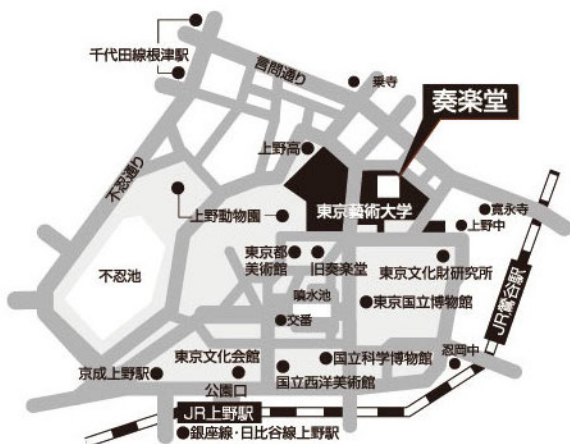 千代田線根津駅
言問通り
乗寺
奏楽堂
上野高
不忍通り
上野動物園
東京藝術大学
寛永寺
上野中
東京都
美術館
旧奏楽堂
東京文化財研究所
不忍池
噴水池
東京国立博物館
JR鶯谷駅
交番
東京文化会館
国立科学博物館
忍岡中
京成上野駅
公園口
国立西洋美術館
JR上野駅
銀座線・日比谷線上野駅